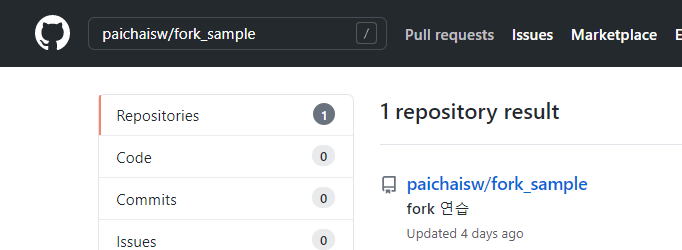 paichaisw/fork_sample / Pull requests Issues Marketplace E
Repositories 1
Code 0
Commits 0
Issues 0
1 repository result
paichaisw/fork_sample
fork 연습
Updated 4 days ago